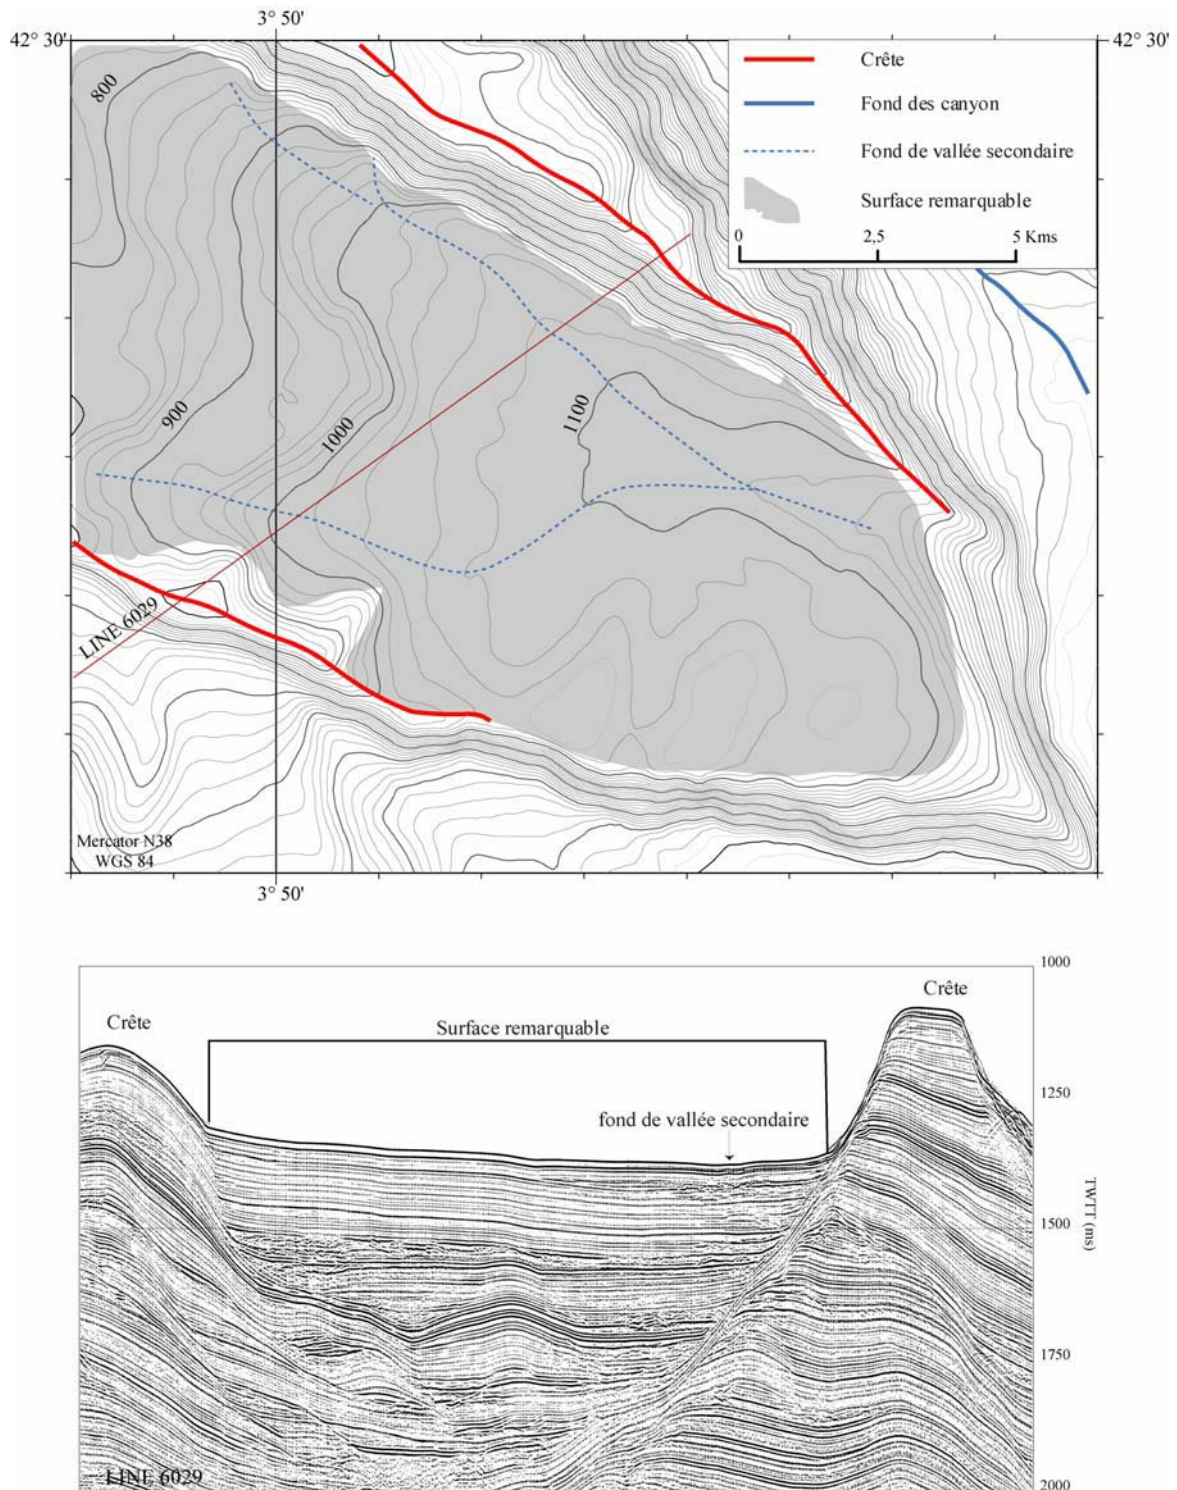 3° 50'
42° 30'
42° 30'
Crête
Fond des canyon
Fond de vallée secondaire
Surface remarquable
0
2,5
5 Kms
800
900
1000
1100
LINE 6029
Mercator N38
WGS 84
3° 50'
1000
Crête
Crête
Surface remarquable
1250
fond de vallée secondaire
TWTT (ms)
1500
1750
LINE 6029
2000